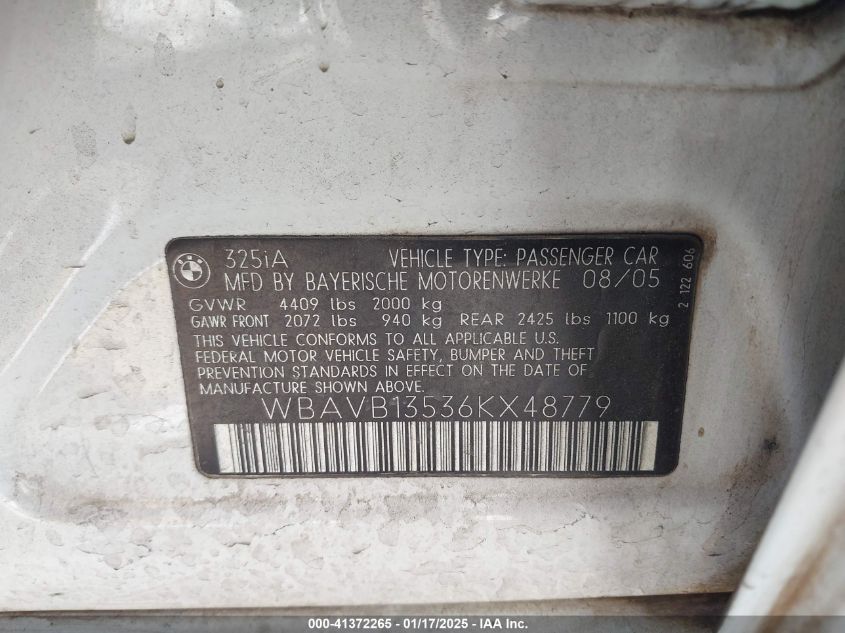 325iA VEHICLE TYPE: PASSENGER CAR
MFD BY BAYERISCHE MOTORENWERKE 08/05
GVWR 4409 lbs 2000 kg
GAWR FRONT 2072 lbs 940 kg REAR 2425 lbs 1100 kg
THIS VEHICLE CONFORMS TO ALL APPLICABLE U.S.
FEDERAL MOTOR VEHICLE SAFETY, BUMPER AND THEFT
PREVENTION STANDARDS IN EFFECT ON THE DATE OF
MANUFACTURE SHOWN ABOVE.
WBAVB13536KX48779
2 122 606
000-41372265 - 01/17/2025 - IAAI Inc.